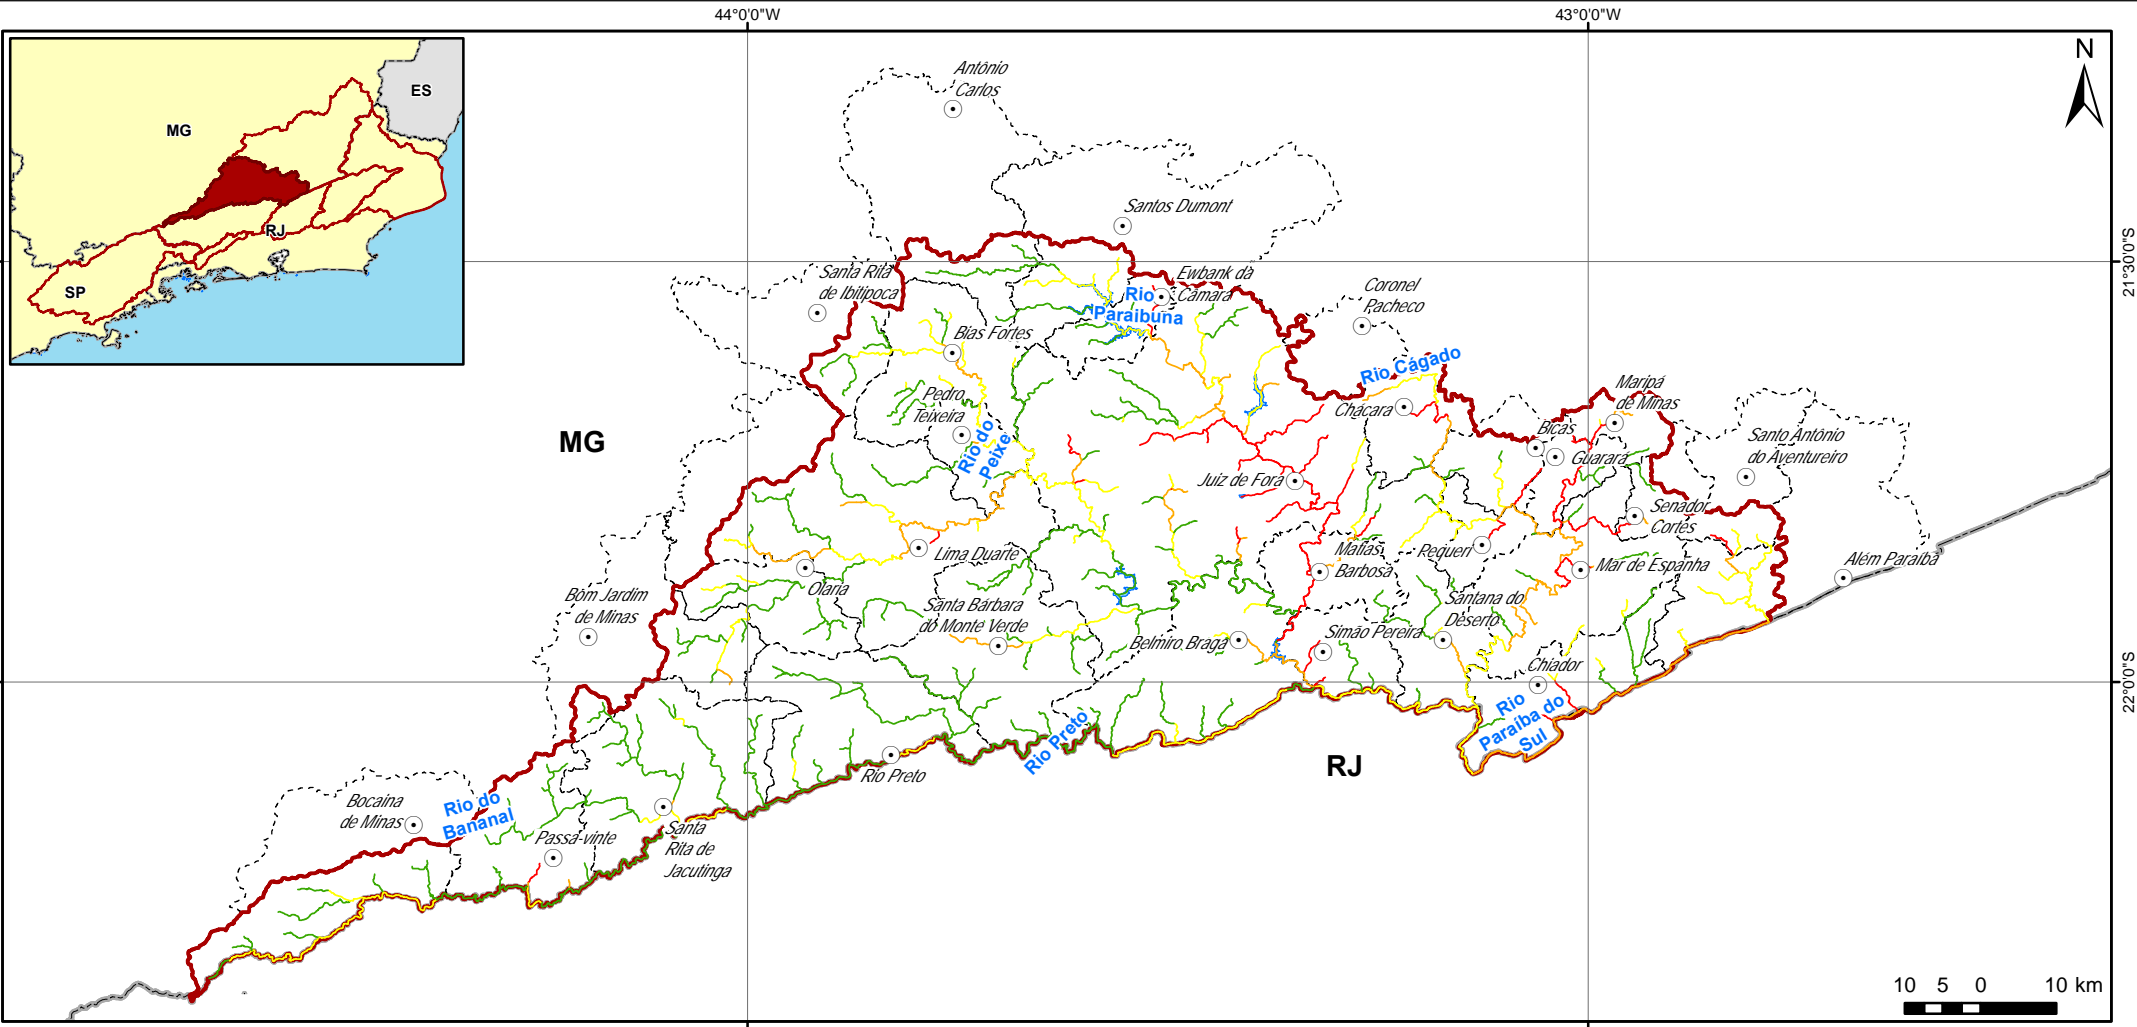 44°0'0"W
43°0'0"W
N
ES
MG
RJ
SP
António
Carlos
Santos Dumont
21°30'0"S
Santa Rita
de Ibitipoca
Ewbank da
Câmara
Rio
Paraibuna
Coronel
Pacheco
Bias Fortes
Rio Cágado
Pedro
Teixeira
Chácara
Maripá
de Minas
MG
Rio do
Peixe
Bicas
Guarará
Santo Antônio
do Aventureiro
Juiz de Fora
Senador
Cortes
Lima Duarte
Matias
Barbosa
Requeri
Mar de Espanha
Além Paraíba
Olaria
Bom Jardim
de Minas
Santa Bárbara
do Monte Verde
Santana do
Deserto
Belmiro Braga
Simão Pereira
Chiador
22°0'0"S
Rio
Paraíba do
Sul
Rio Preto
RJ
Rio Preto
Rio do
Bananal
Bocaina
de Minas
Passa-vinte
Santa
Rita de
Jacutinga
10 5 0 10 km